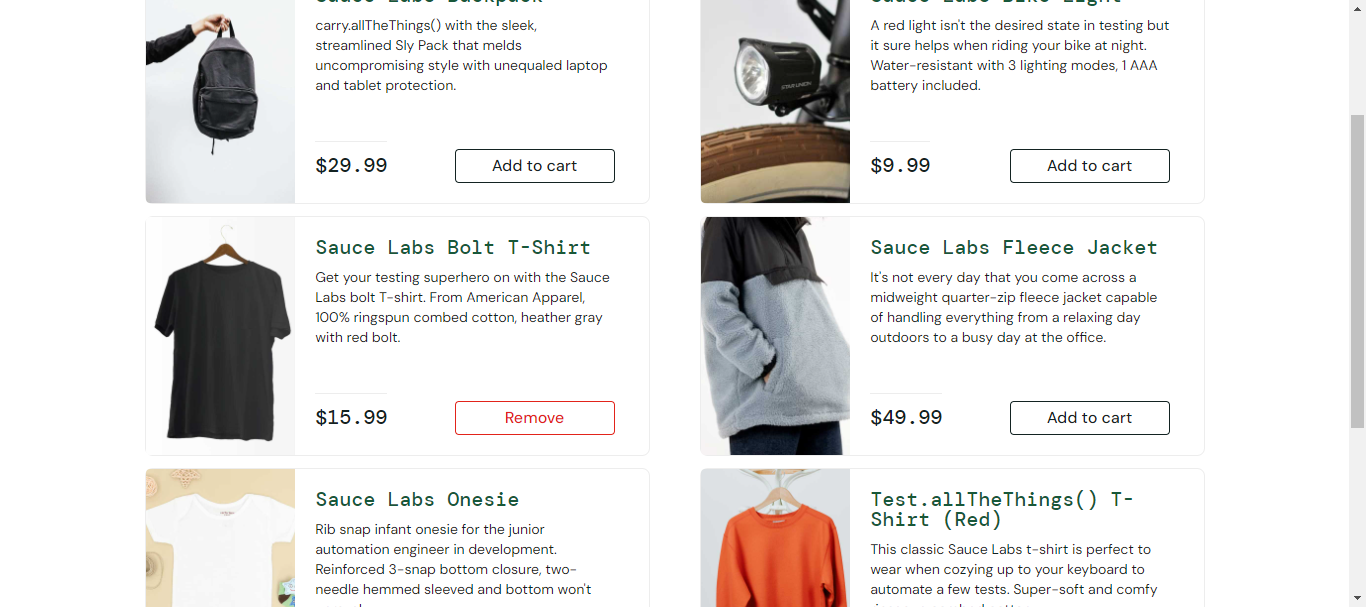 Sauce Labs Backpack
carry.allTheThings() with the sleek,
streamlined Sly Pack that melds
uncompromising style with unequaled laptop
and tablet protection.
$29.99
Add to cart
Sauce Labs Bike Light
A red light isn't the desired state in testing but
it sure helps when riding your bike at night.
Water-resistant with 3 lighting modes, 1 AAA
battery included.
STAR UNION
$9.99
Add to cart
Sauce Labs Bolt T-Shirt
Get your testing superhero on with the Sauce
Labs bolt T-shirt. From American Apparel,
100% ringspun combed cotton, heather gray
with red bolt.
$15.99
Remove
Sauce Labs Fleece Jacket
It's not every day that you come across a
midweight quarter-zip fleece jacket capable
of handling everything from a relaxing day
outdoors to a busy day at the office.
$49.99
Add to cart
Sauce Labs Onesie
Rib snap infant onesie for the junior
automation engineer in development.
Reinforced 3-snap bottom closure, two-
needle hemmed sleeved and bottom won't
Test.allTheThings() T-
Shirt (Red)
This classic Sauce Labs t-shirt is perfect to
wear when cozying up to your keyboard to
automate a few tests. Super-soft and comfy